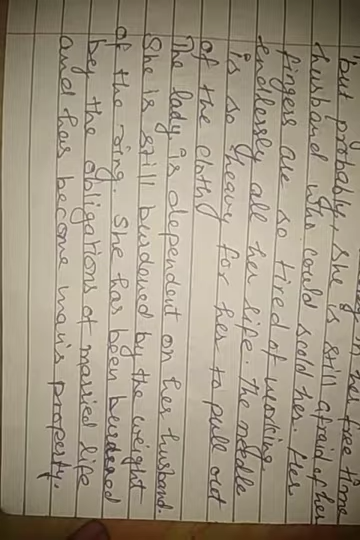 free time
but probably, she is still afraid of her
husband who could scold her. Her
fingers are so tired of working
endlessly all her life. The needle
is so heavy for her to pull out
of the cloth.
The lady is dependent on her husband.
She is still burdened by the weight
of the ring. She has been burdened
bey the obligations of married life
and has become man's property.